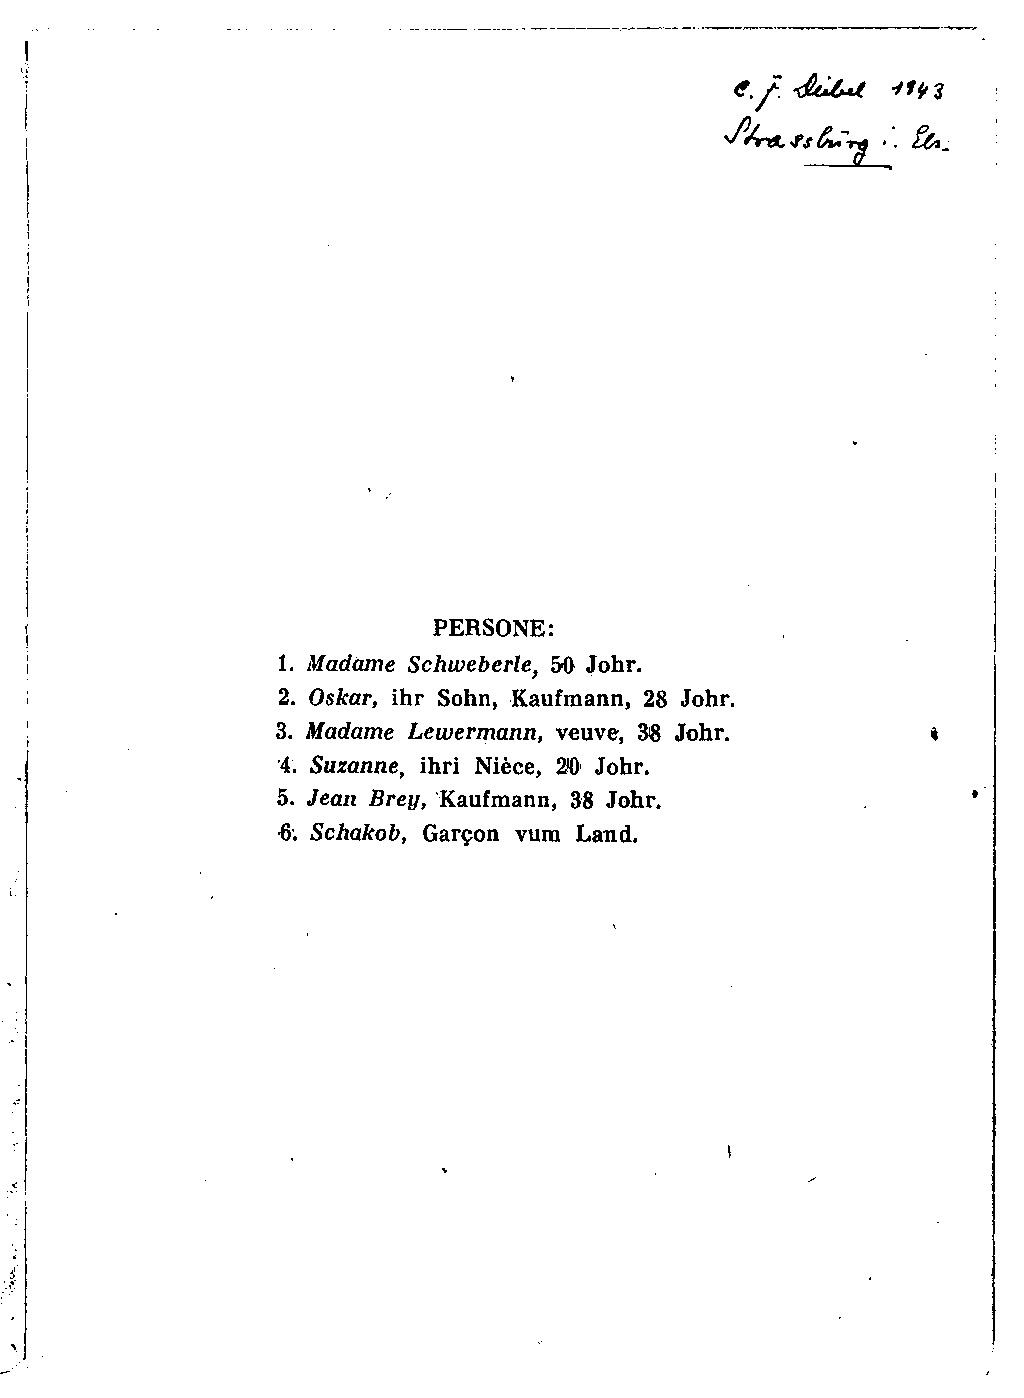 C. F. Deibel 1943
Strassburg i. Els.
PERSONE:
1. Madame Schweberle, 50 Johr.
2. Oskar, ihr Sohn, Kaufmann, 28 Johr.
3. Madame Lewermann, veuve, 38 Johr.
4. Suzanne, ihri Nièce, 20 Johr.
5. Jean Brey, Kaufmann, 38 Johr.
6. Schakob, Garçon vum Land.